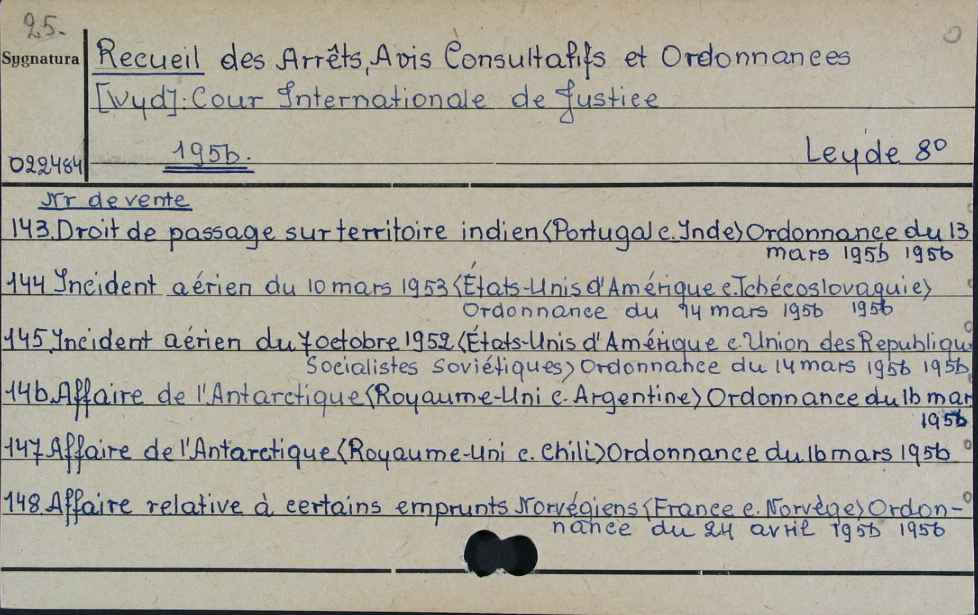 25.
Sygnatura
Recueil des Arrêts, Avis Consultatifs et Ordonnances
[Wyd]: Cour Internationale de Justice
022484
1956.
Leyde 8º
Nr de vente
143. Droit de passage sur territoire indien <Portugal c. Inde> Ordonnance du 13
mars 1956 1956
144 Incident aérien du 10 mars 1953 <États-Unis d'Amérique c. Tchécoslovaquie>
Ordonnance du 14 mars 1956 1956
145. Incident aérien du 7 octobre 1952 <États-Unis d'Amérique c. Union des Republiqu
Socialistes Soviétiques> Ordonnance du 14 mars 1956 1956
146. Affaire de l'Antarctique <Royaume-Uni c. Argentine> Ordonnance du 16 mar
1956
147. Affaire de l'Antarctique <Royaume-Uni c. Chili> Ordonnance du 16 mars 1956
148. Affaire relative à certains emprunts Norvégiens <France c. Norvège> Ordon-
nance du 24 avril 1956 1956